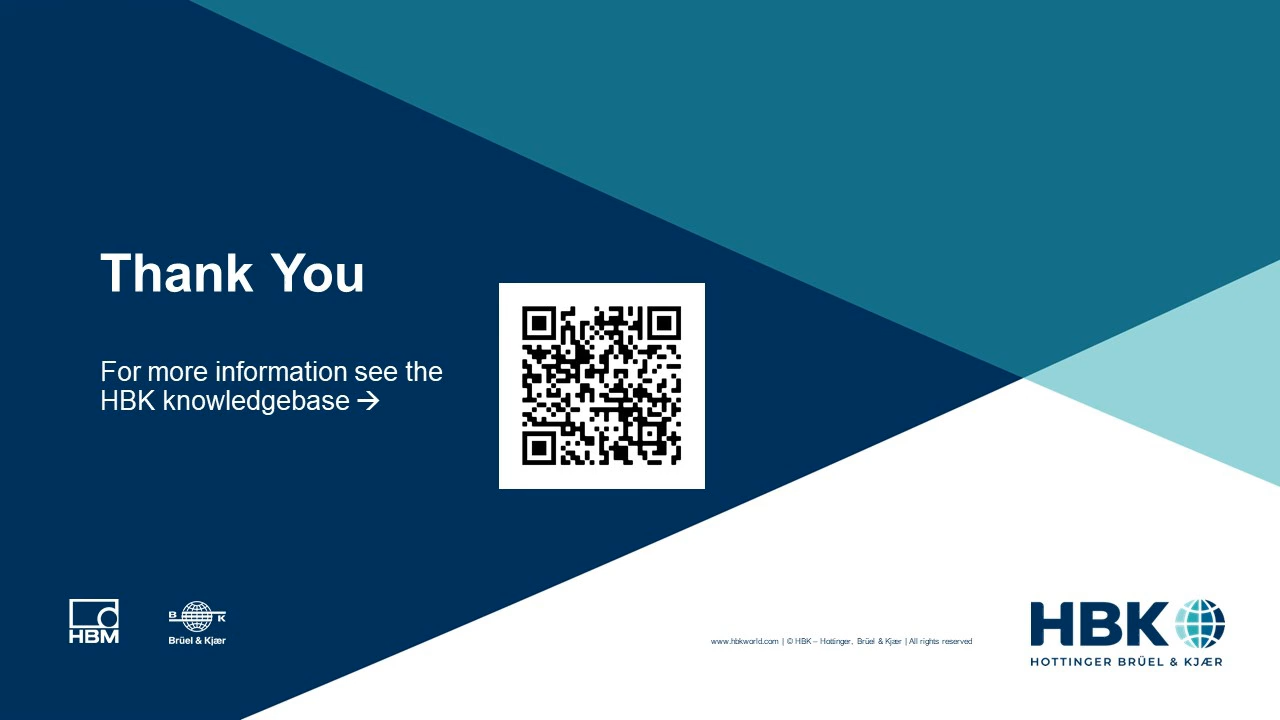 Thank You
For more information see the
HBK knowledgebase →
HBM
B K
Brüel & Kjær
www.hbkworld.com | © HBK – Hottinger, Brüel & Kjær | All rights reserved
HBK
HOTTINGER BRÜEL & KJÆR